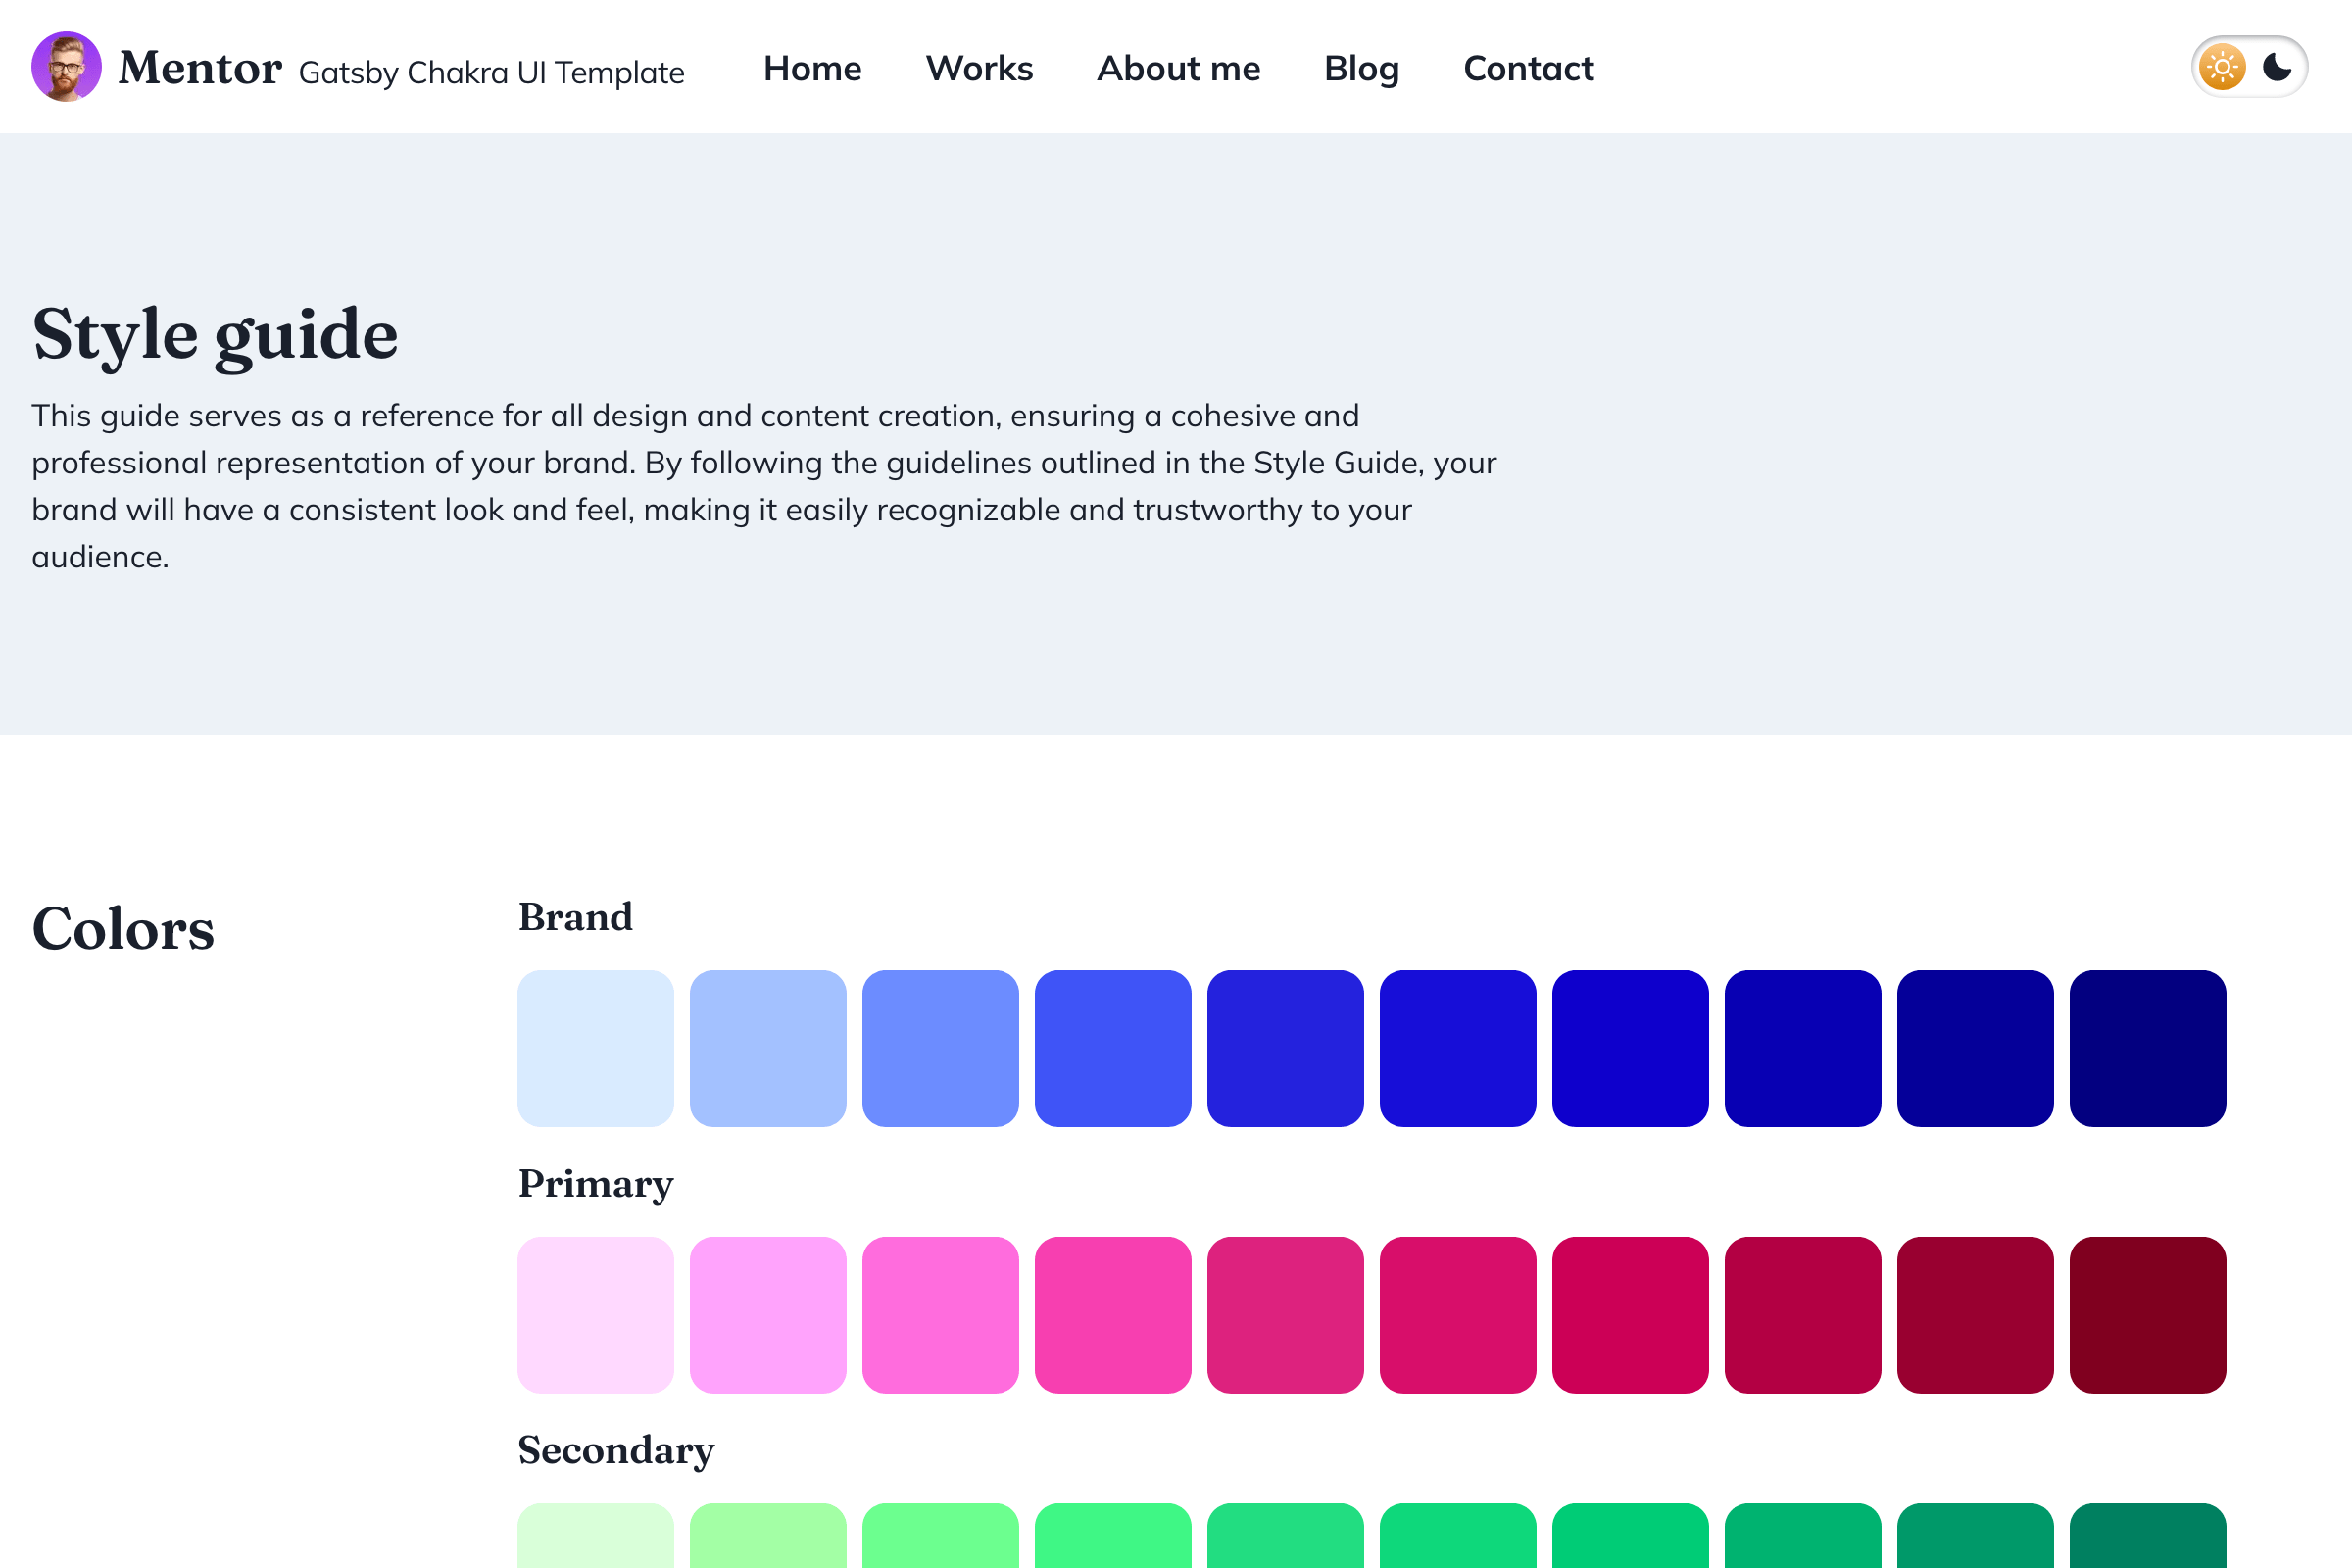 Mentor Gatsby Chakra UI Template Home Works About me Blog Contact
Style guide
This guide serves as a reference for all design and content creation, ensuring a cohesive and
professional representation of your brand. By following the guidelines outlined in the Style Guide, your
brand will have a consistent look and feel, making it easily recognizable and trustworthy to your
audience.
Colors
Brand
Primary
Secondary